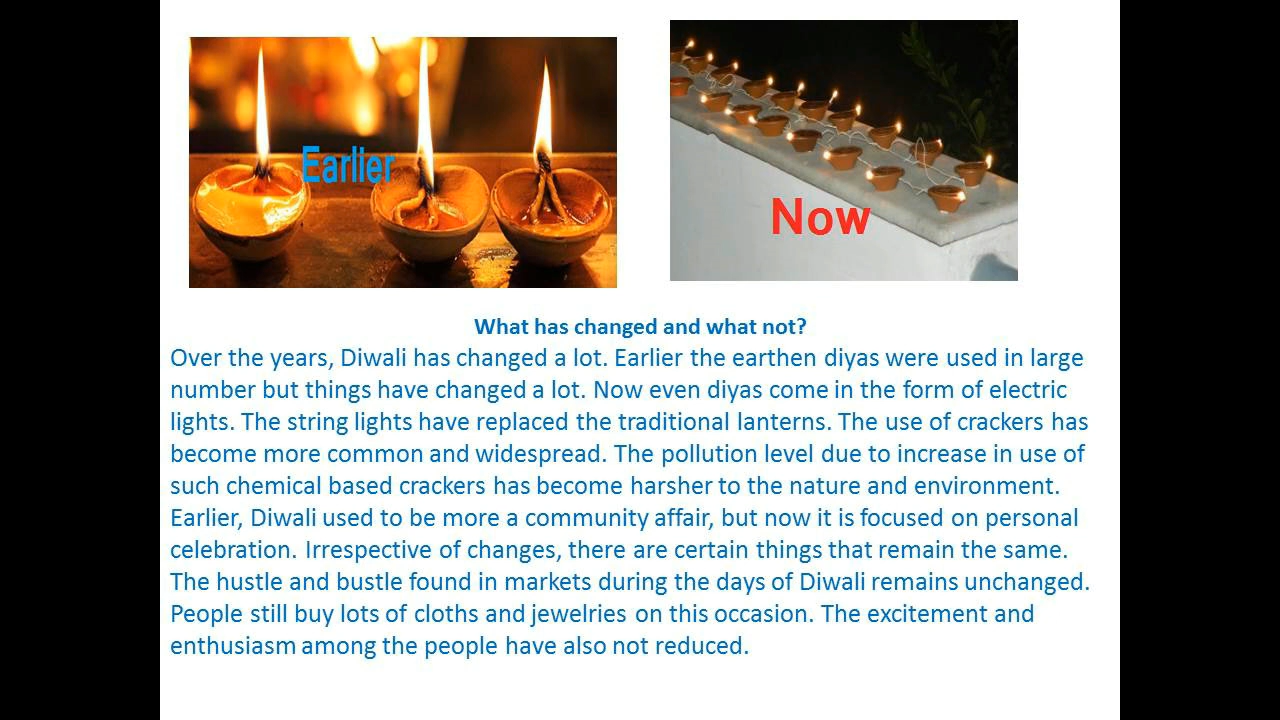 Earlier
Now
What has changed and what not?
Over the years, Diwali has changed a lot. Earlier the earthen diyas were used in large
number but things have changed a lot. Now even diyas come in the form of electric
lights. The string lights have replaced the traditional lanterns. The use of crackers has
become more common and widespread. The pollution level due to increase in use of
such chemical based crackers has become harsher to the nature and environment.
Earlier, Diwali used to be more a community affair, but now it is focused on personal
celebration. Irrespective of changes, there are certain things that remain the same.
The hustle and bustle found in markets during the days of Diwali remains unchanged.
People still buy lots of cloths and jewelries on this occasion. The excitement and
enthusiasm among the people have also not reduced.